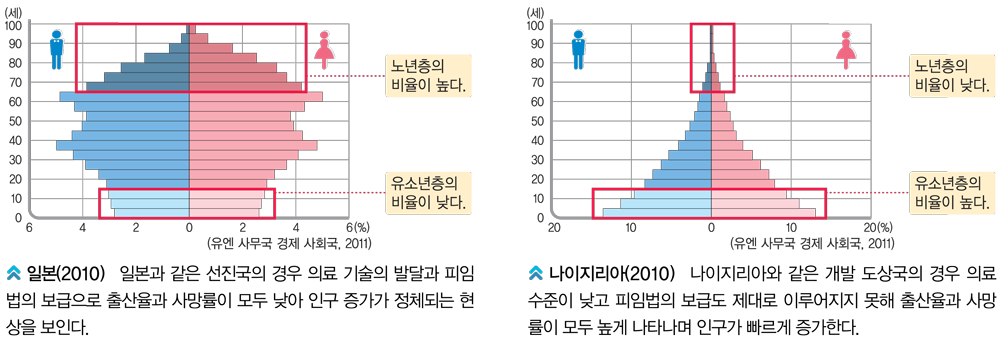 (세)
100
90
80
70
60
50
40
30
20
10
0
6 4 2 0 2 4 6(%)
(유엔 사무국 경제 사회국, 2011)
노년층의
비율이 높다.
유소년층의
비율이 낮다.
일본(2010) 일본과 같은 선진국의 경우 의료 기술의 발달과 피임
법의 보급으로 출산율과 사망률이 모두 낮아 인구 증가가 정체되는 현
상을 보인다.
(세)
100
90
80
70
60
50
40
30
20
10
0
20 10 0 10 20(%)
(유엔 사무국 경제 사회국, 2011)
노년층의
비율이 낮다.
유소년층의
비율이 높다.
나이지리아(2010) 나이지리아와 같은 개발 도상국의 경우 의료
수준이 낮고 피임법의 보급도 제대로 이루어지지 못해 출산율과 사망
률이 모두 높게 나타나며 인구가 빠르게 증가한다.